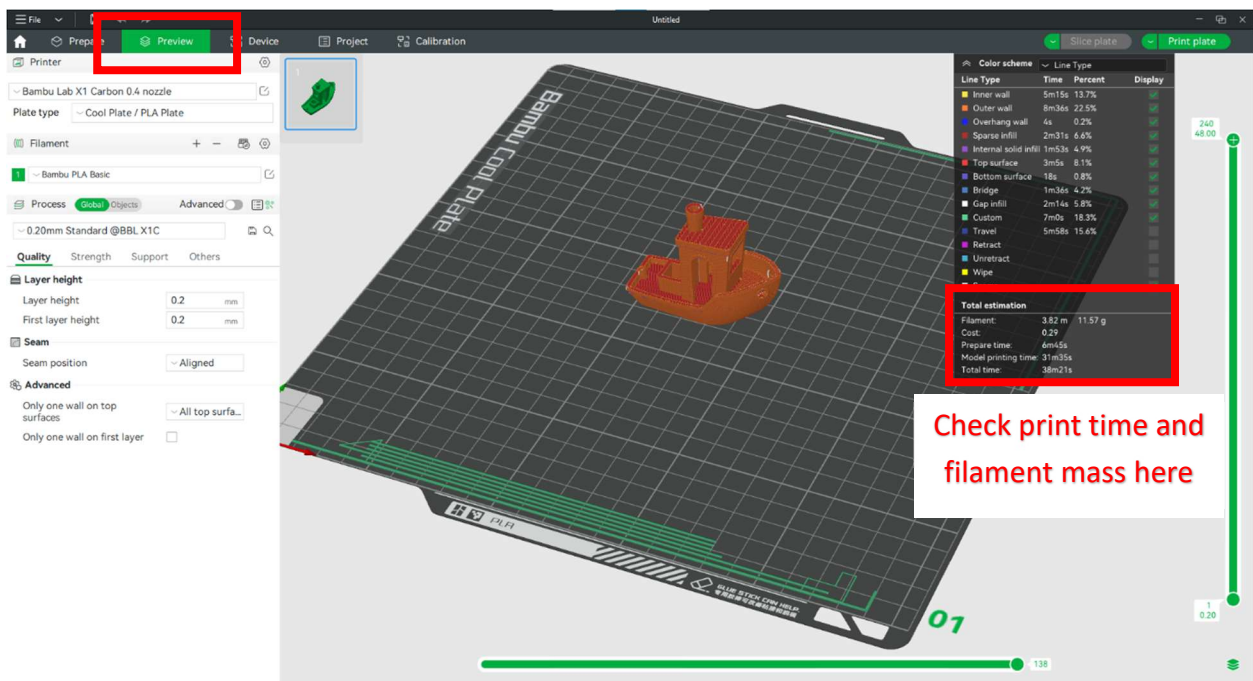 File
Untitled
Prepare
Preview
Device
Project
Calibration
Slice plate
Print plate
Printer
Bambu Lab X1 Carbon 0.4 nozzle
Plate type
Cool Plate / PLA Plate
Filament
1
Bambu PLA Basic
Process
Global
Objects
Advanced
0.20mm Standard @BBL X1C
Quality Strength Support Others
Layer height
Layer height 0.2 mm
First layer height 0.2 mm
Seam
Seam position Aligned
Advanced
Only one wall on top
surfaces
All top surfa...
Only one wall on first layer
1
Bambu Cool Plate
PLA
GLUE STICK CAN HELP.
01
Color scheme Line Type
Line Type Time Percent Display
Inner wall 5m15s 13.7%
Outer wall 8m36s 22.5%
Overhang wall 4s 0.2%
Sparse infill 2m31s 6.6%
Internal solid infill 1m53s 4.9%
Top surface 3m5s 8.1%
Bottom surface 18s 0.8%
Bridge 1m36s 4.2%
Gap infill 2m14s 5.8%
Custom 7m0s 18.3%
Travel 5m58s 15.6%
Retract
Unretract
Wipe
Total estimation
Filament: 3.82 m 11.57 g
Cost: 0.29
Prepare time: 6m45s
Model printing time: 31m35s
Total time: 38m21s
Check print time and
filament mass here
240
48.00
1
0.20
138